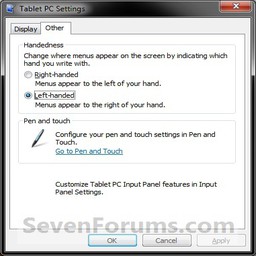 Tablet PC Settings
Display Other
Handedness
Change where menus appear on the screen by indicating which
hand you write with.
Right-handed
Menus appear to the left of your hand.
Left-handed
Menus appear to the right of your hand.
Pen and touch
Configure your pen and touch settings in Pen and
Touch.
Go to Pen and Touch
Customize Tablet PC Input Panel features in Input
Panel Settings.
SevenForums.com
OK Cancel Apply